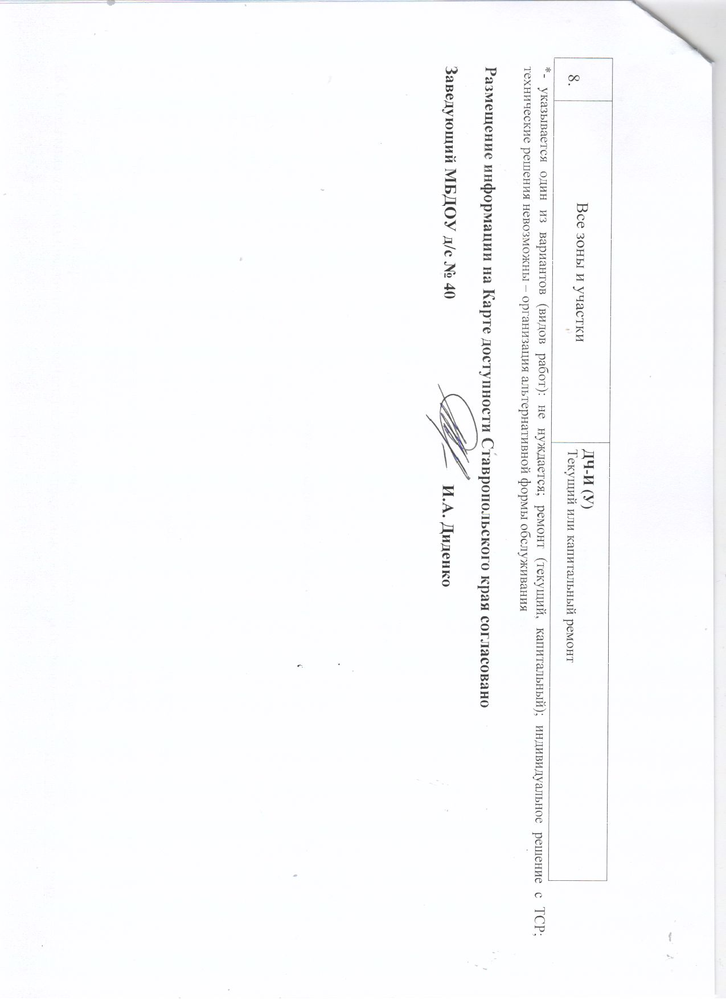 8.
Все зоны и участки
ДЧ-И (У)
Текущий или капитальный ремонт
*- указывается один из вариантов (видов работ): не нуждается; ремонт (текущий, капитальный); индивидуальное решение с ТСР;
технические решения невозможны – организация альтернативной формы обслуживания
Размещение информации на Карте доступности Ставропольского края согласовано
Заведующий МБДОУ д/с № 40 И.А. Диденко